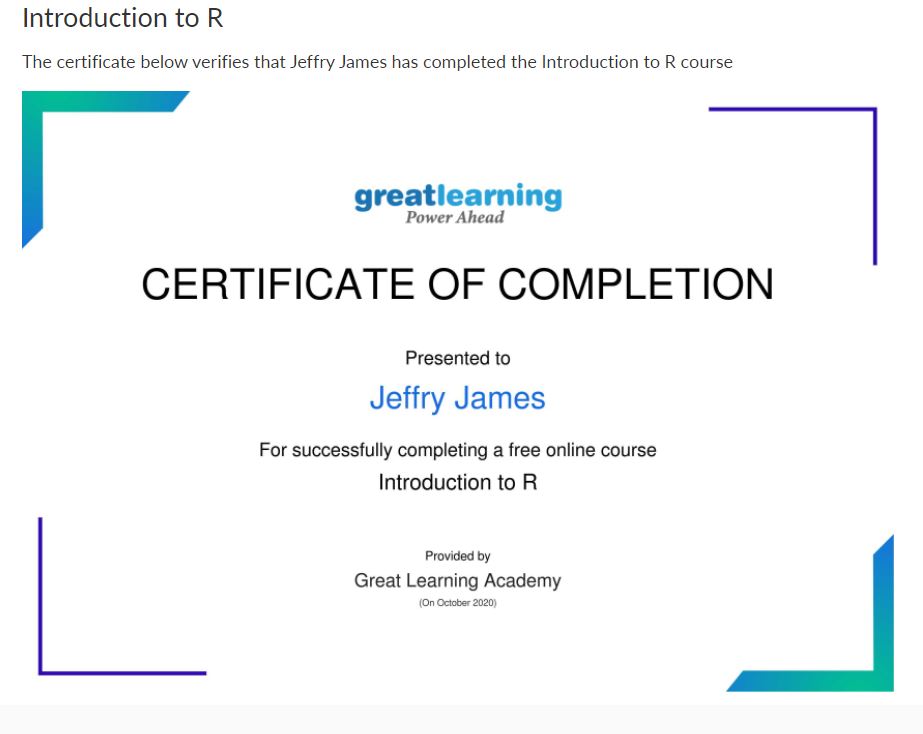 Introduction to R
The certificate below verifies that Jeffry James has completed the Introduction to R course
greatlearning
Power Ahead
CERTIFICATE OF COMPLETION
Presented to
Jeffry James
For successfully completing a free online course
Introduction to R
Provided by
Great Learning Academy
(On October 2020)